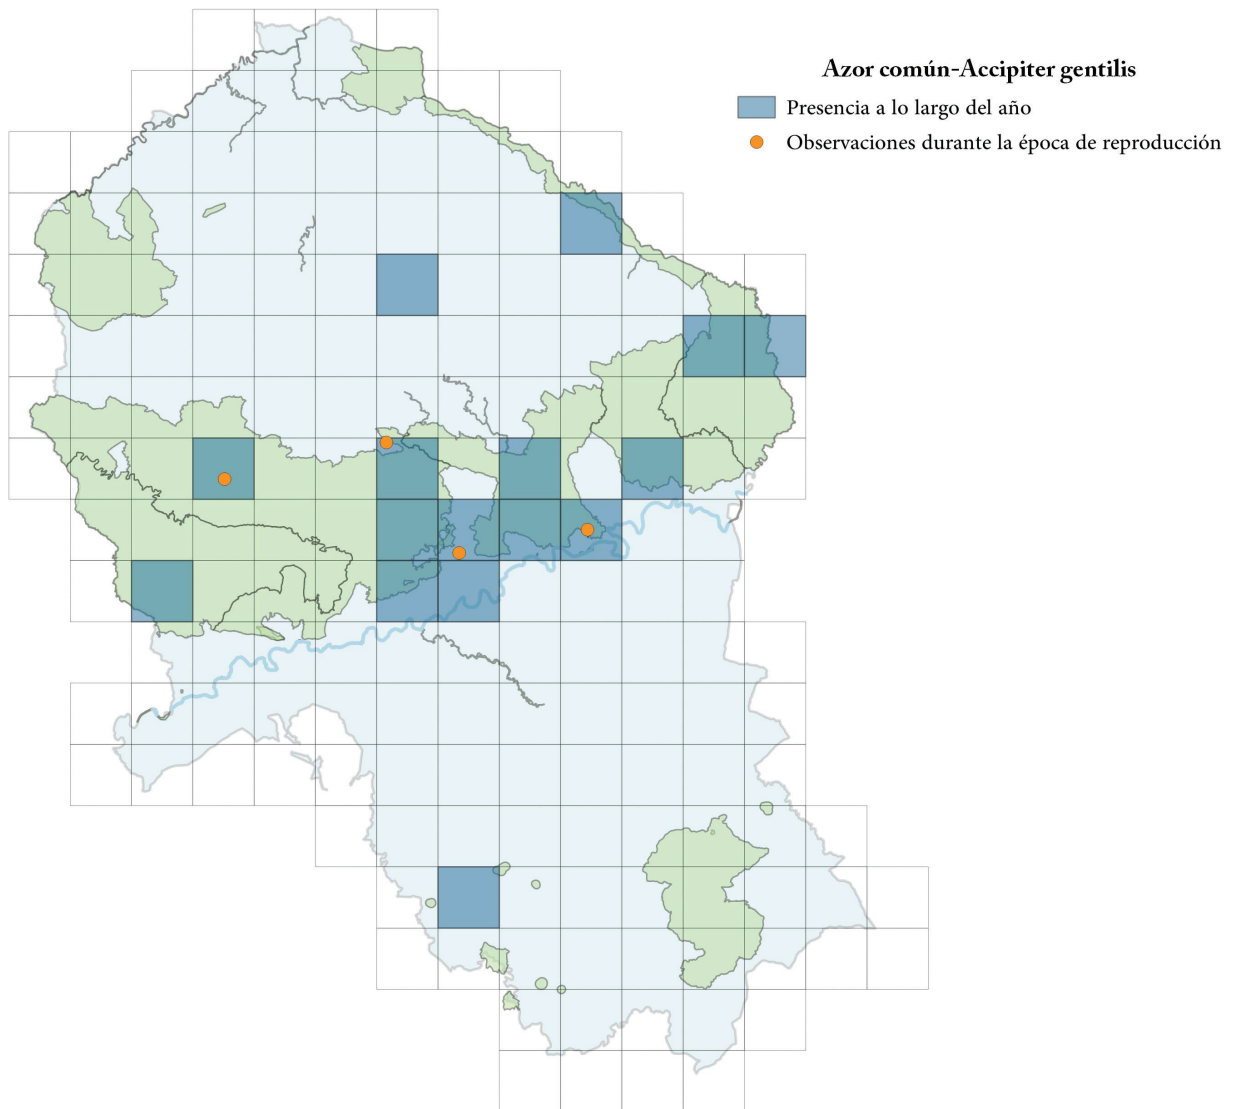 Azor común-Accipiter gentilis
Presencia a lo largo del año
Observaciones durante la época de reproducción